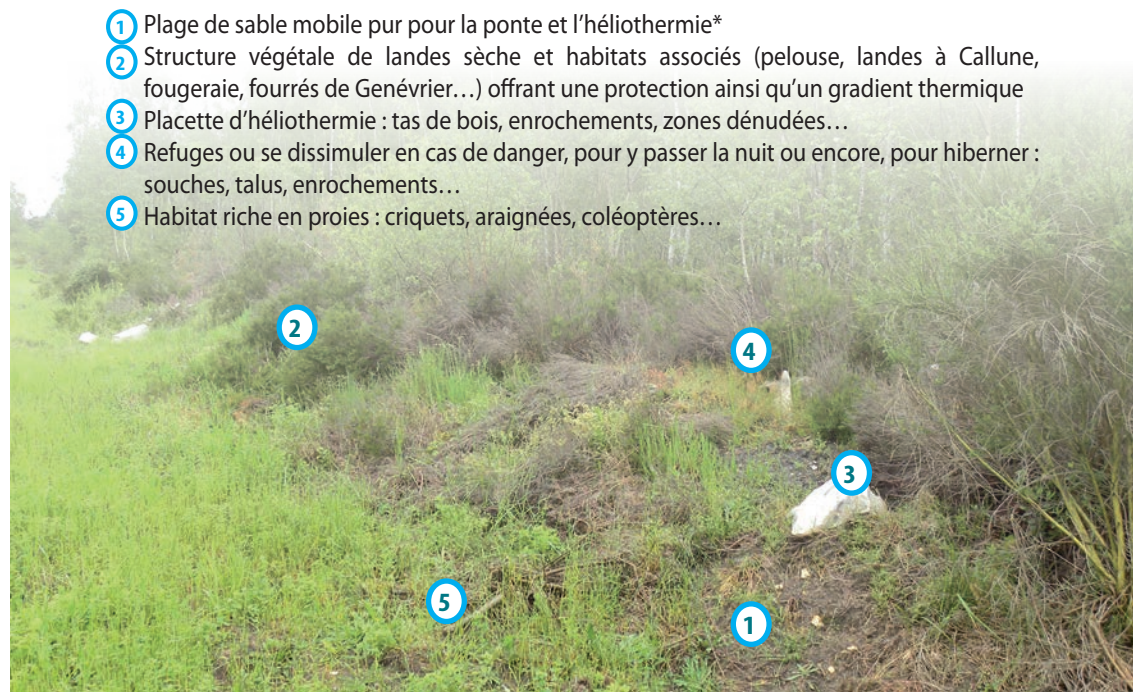 1 Plage de sable mobile pur pour la ponte et l’héliothermie*
2 Structure végétale de landes sèche et habitats associés (pelouse, landes à Callune,
fougeraie, fourrés de Genévrier…) offrant une protection ainsi qu’un gradient thermique
3 Placette d’héliothermie : tas de bois, enrochements, zones dénudées…
4 Refuges ou se dissimuler en cas de danger, pour y passer la nuit ou encore, pour hiberner :
souches, talus, enrochements…
5 Habitat riche en proies : criquets, araignées, coléoptères…
2
4
3
5
1